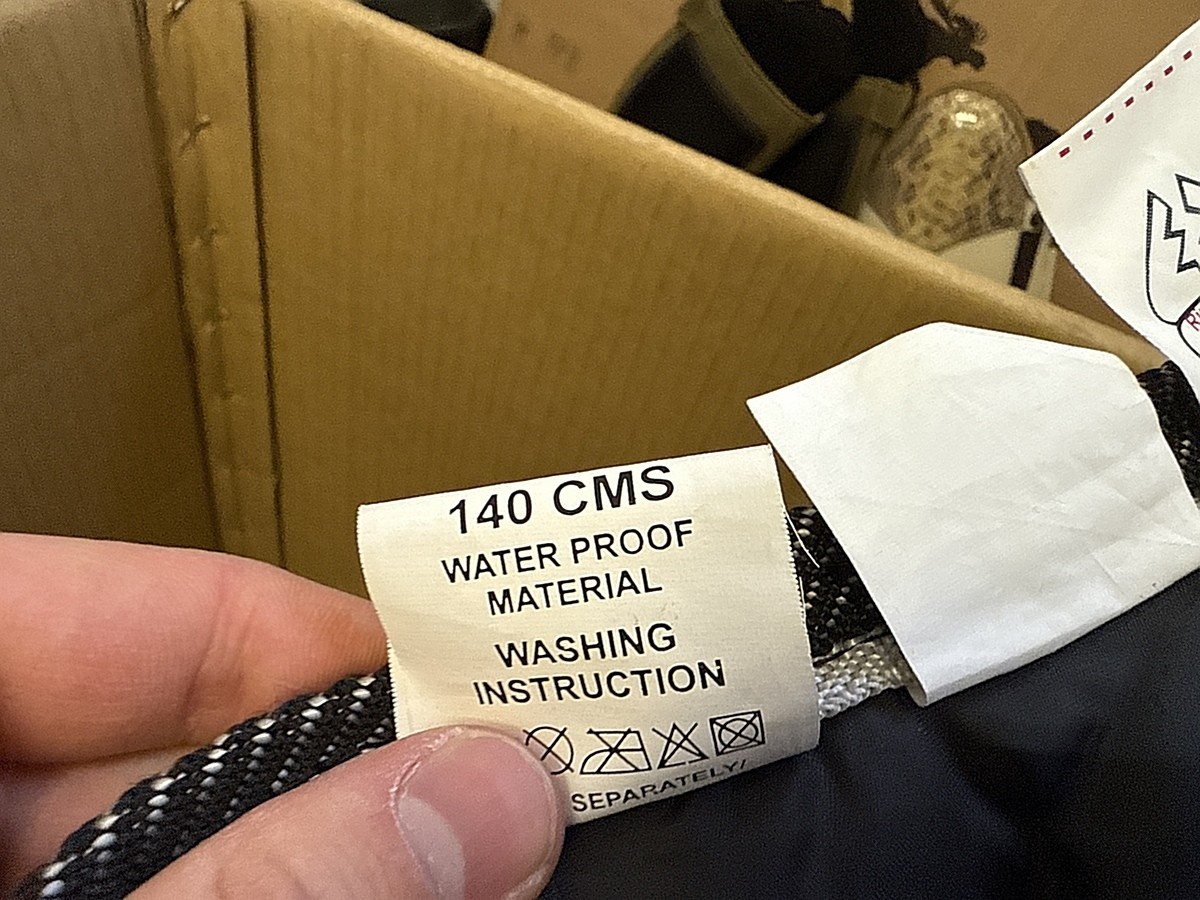 140 CMS
WATER PROOF
MATERIAL
WASHING
INSTRUCTION
SEPARATELY/